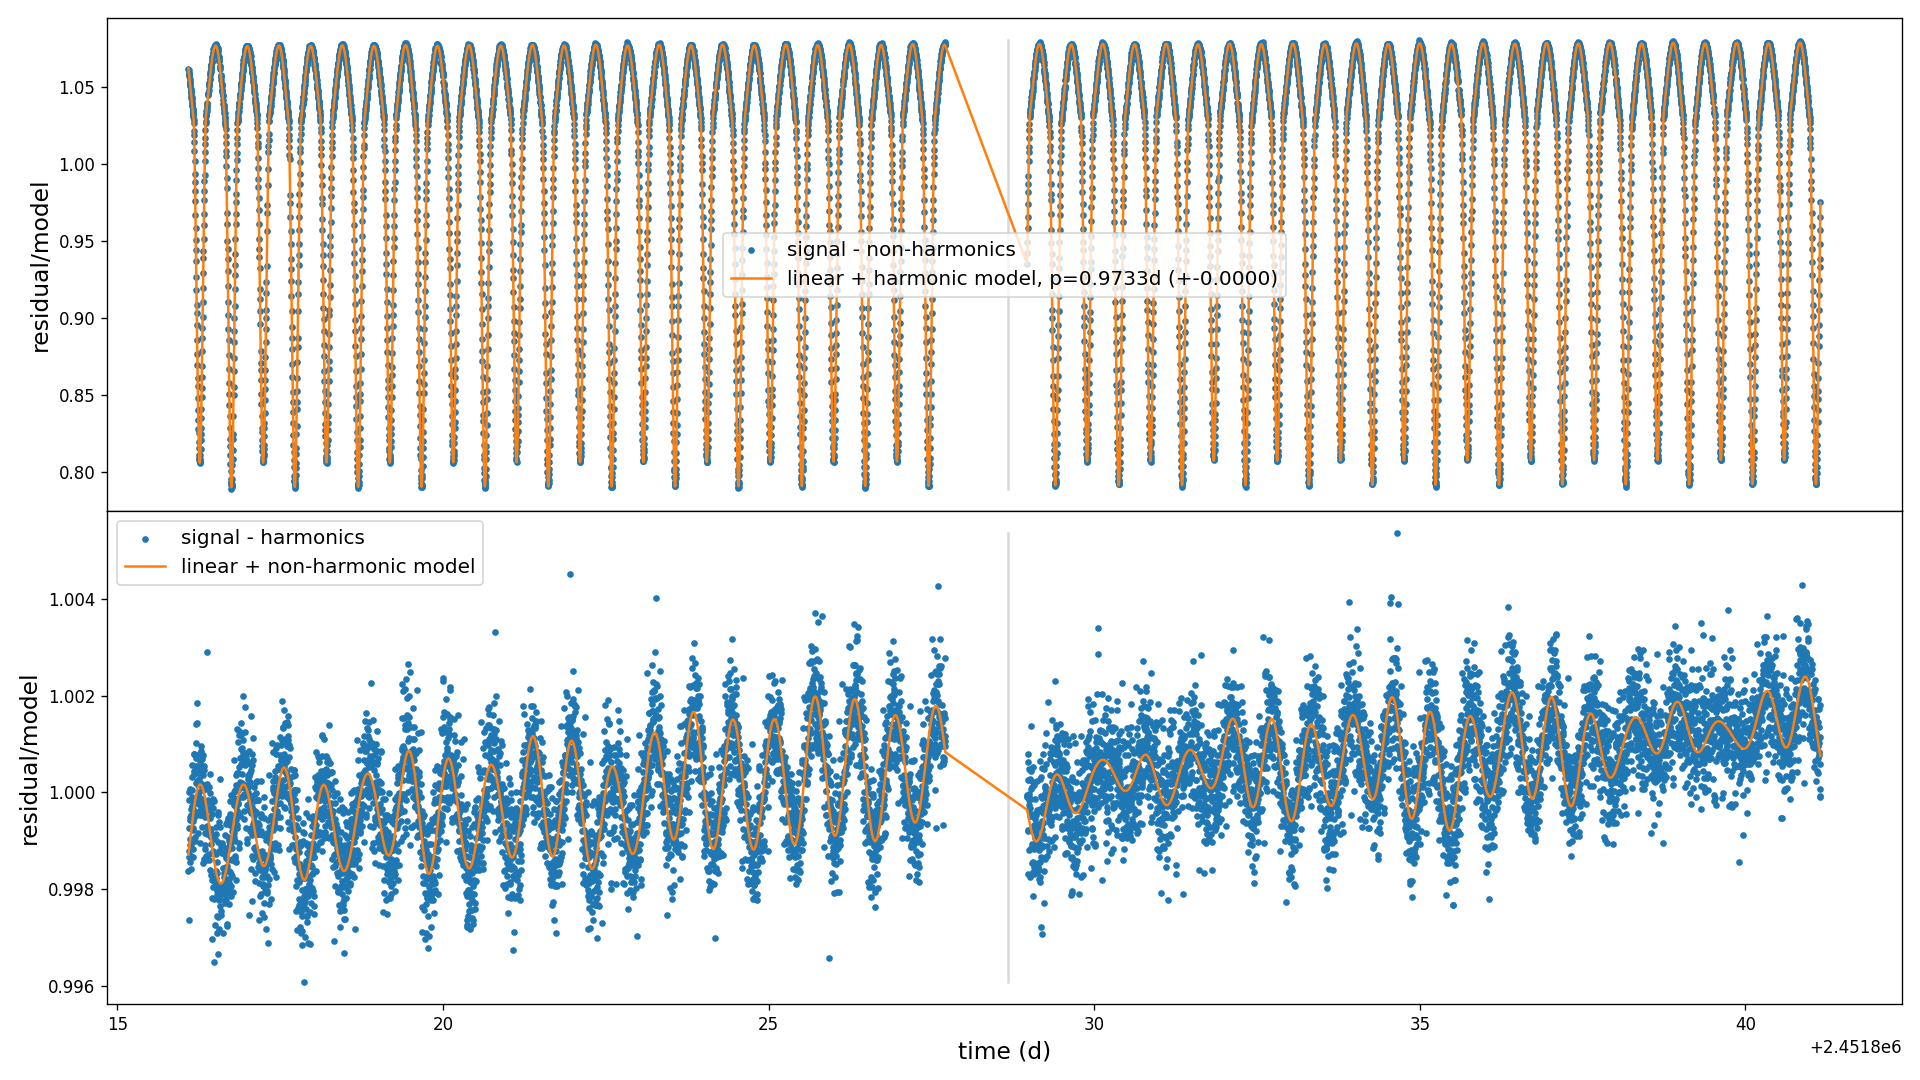 1.05
1.00
0.95
0.90
0.85
0.80
residual/model
signal - non-harmonics
linear + harmonic model, p=0.9733d (+-0.0000)
signal - harmonics
linear + non-harmonic model
1.004
1.002
1.000
0.998
0.996
residual/model
15 20 25 30 35 40
time (d)
+2.4518e6